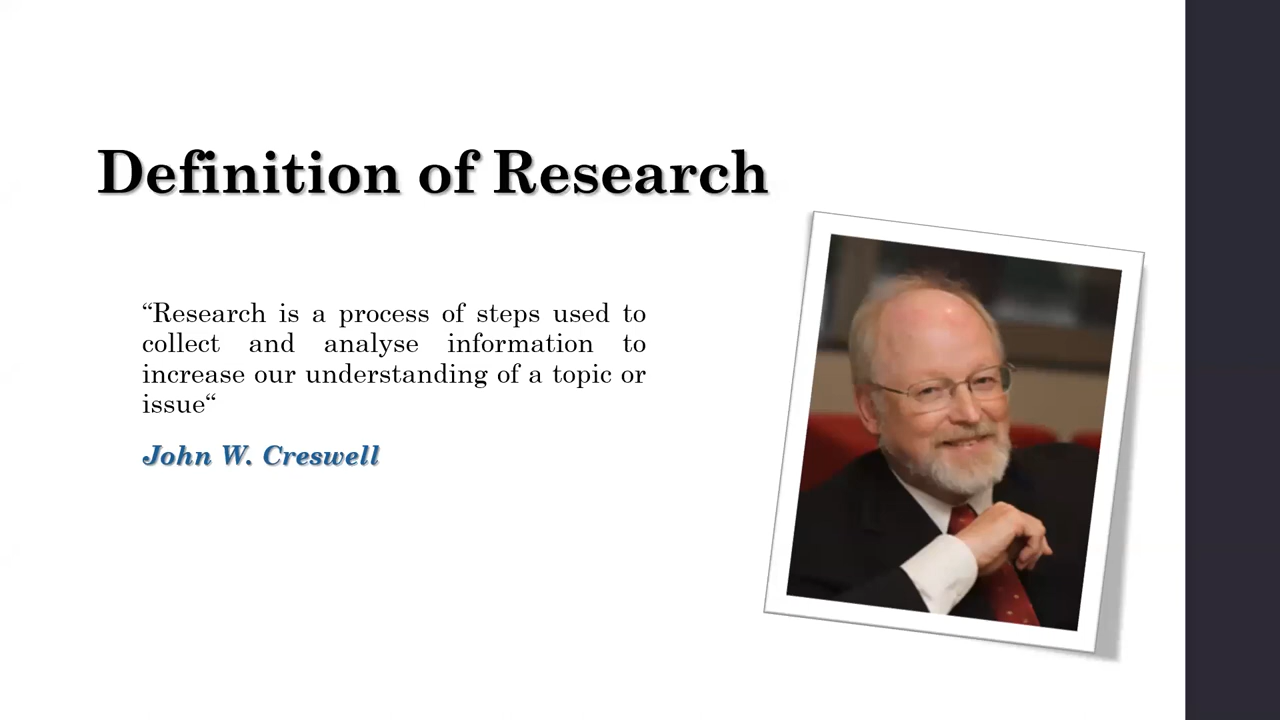 Definition of Research
“Research is a process of steps used to
collect and analyse information to
increase our understanding of a topic or
issue“
John W. Creswell